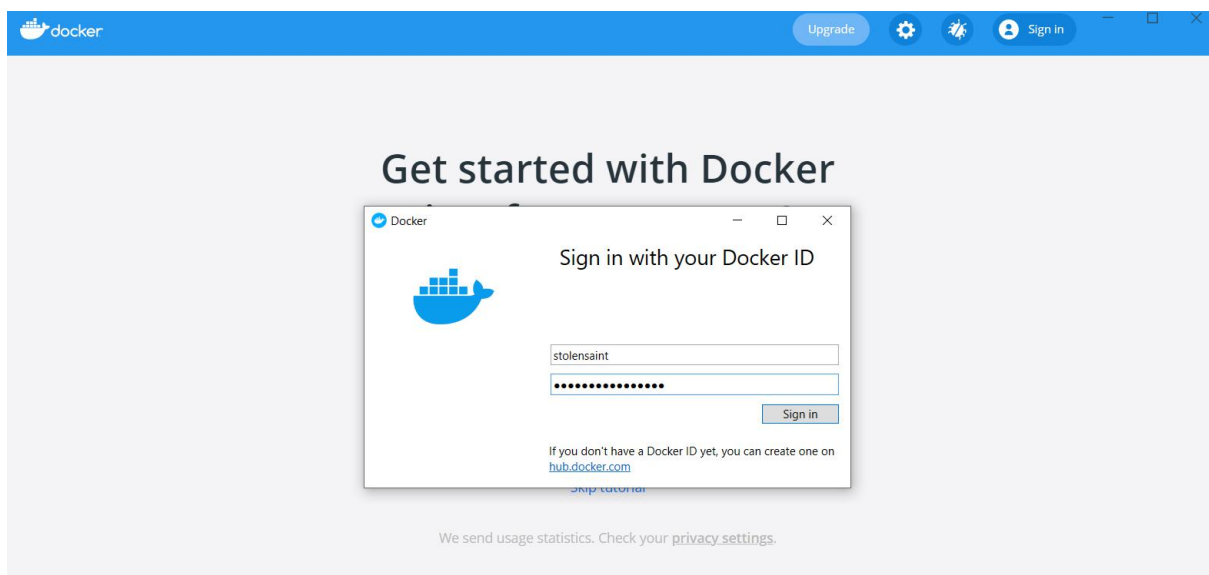 docker
Upgrade
Sign in
Get started with Docker
Docker
Sign in with your Docker ID
stolensaint
••••••••••••••••
Sign in
If you don't have a Docker ID yet, you can create one on
hub.docker.com
Skip tutorial
We send usage statistics. Check your privacy settings.